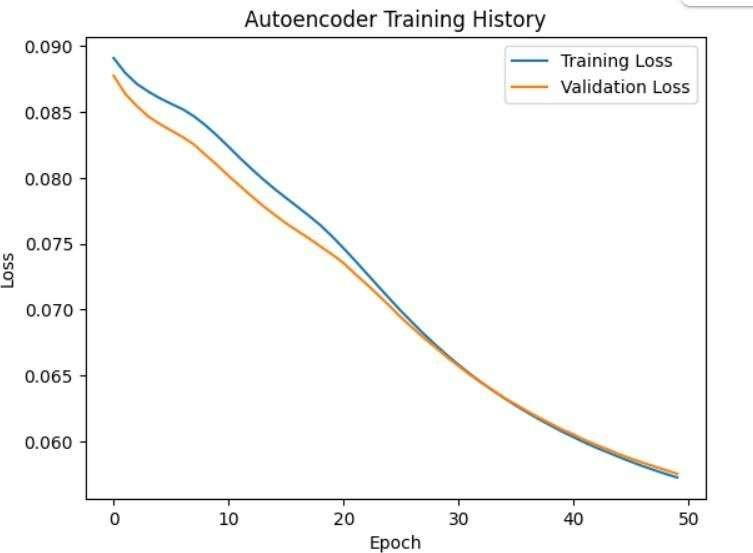 Autoencoder Training History
0.090
0.085
0.080
0.075
0.070
0.065
0.060
Loss
Training Loss
Validation Loss
0 10 20 30 40 50
Epoch